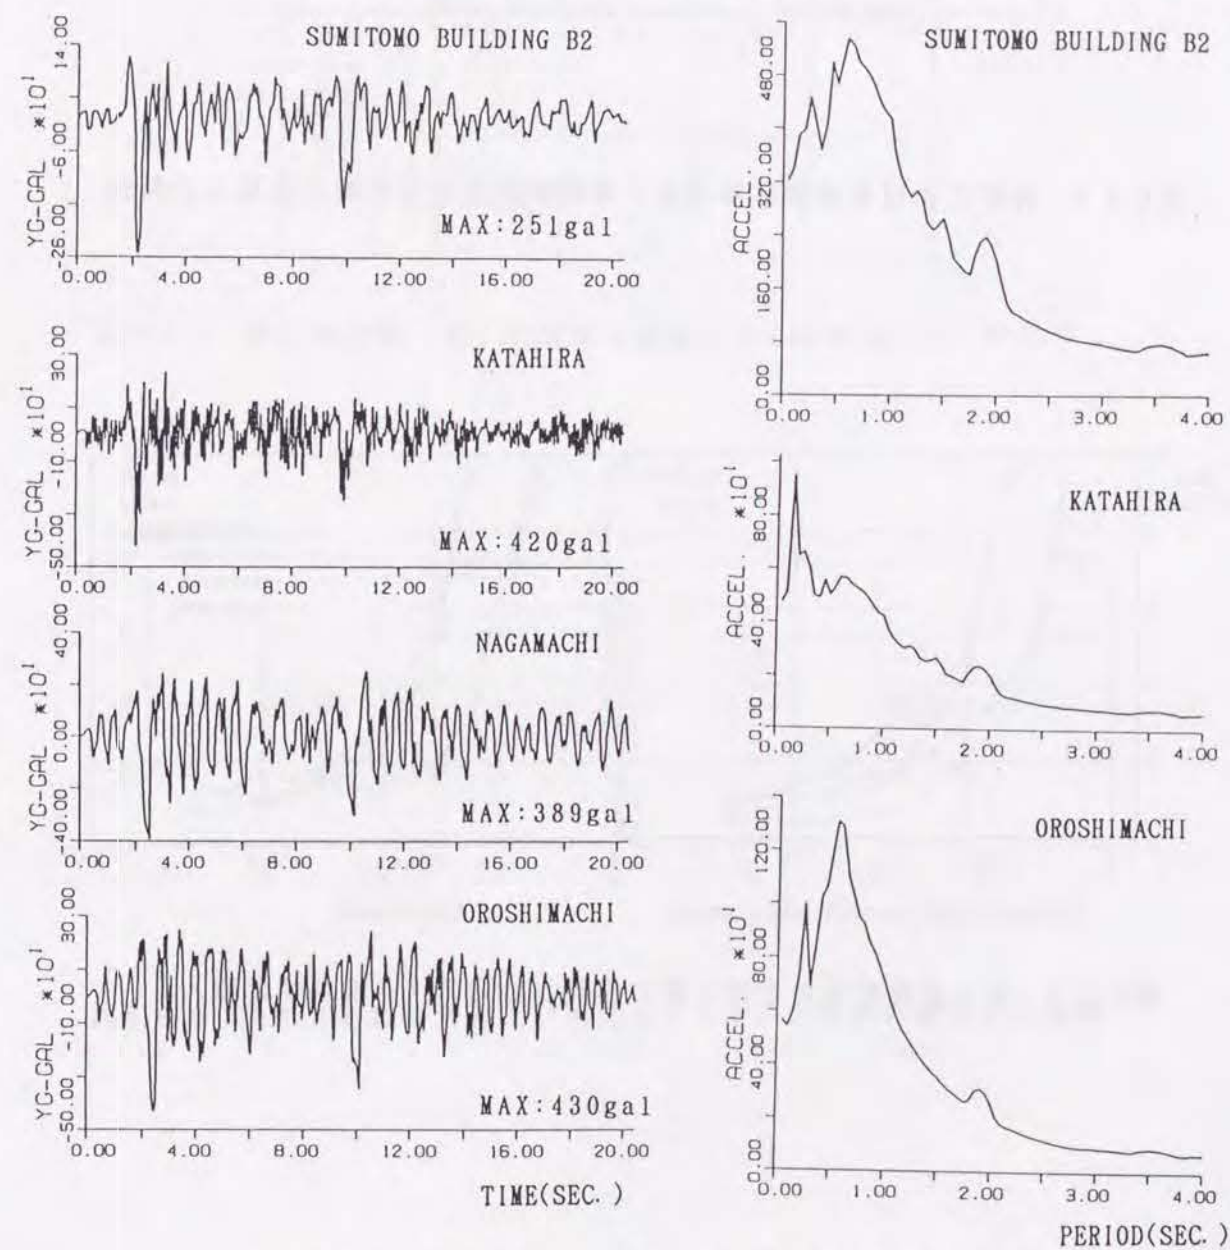 SUMITOMO BUILDING B2
YG-GAL *10¹
14.00
-6.00
-26.00
MAX:251gal
0.00 4.00 8.00 12.00 16.00 20.00
KATAHIRA
YG-GAL *10¹
30.00
-10.00
-50.00
MAX:420gal
0.00 4.00 8.00 12.00 16.00 20.00
NAGAMACHI
YG-GAL *10¹
40.00
0.00
-40.00
MAX:389gal
0.00 4.00 8.00 12.00 16.00 20.00
OROSHIMACHI
YG-GAL *10¹
30.00
-10.00
-50.00
MAX:430gal
0.00 4.00 8.00 12.00 16.00 20.00
TIME(SEC.)
SUMITOMO BUILDING B2
ACCEL.
480.00
320.00
160.00
0.00
0.00 1.00 2.00 3.00 4.00
KATAHIRA
ACCEL. *10¹
80.00
40.00
0.00
0.00 1.00 2.00 3.00 4.00
OROSHIMACHI
ACCEL. *10¹
120.00
80.00
40.00
0.00
0.00 1.00 2.00 3.00 4.00
PERIOD(SEC.)